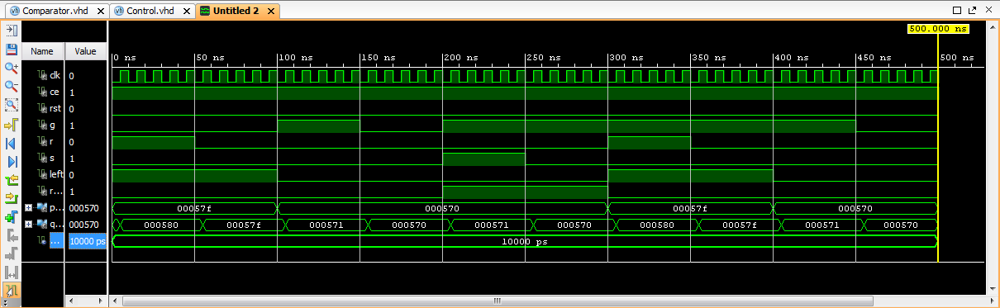 Comparator.vhd Control.vhd Untitled 2
500.000 ns
Name Value
0 ns 50 ns 100 ns 150 ns 200 ns 250 ns 300 ns 350 ns 400 ns 450 ns 500 ns
clk 0
ce 1
rst 0
g 1
r 0
s 1
left 0
r... 1
p... 000570 00057f 000570 00057f 000570
q... 000570 000580 00057f 000571 000570 000571 000570 000580 00057f 000571 000570
... 10000 ps 10000 ps